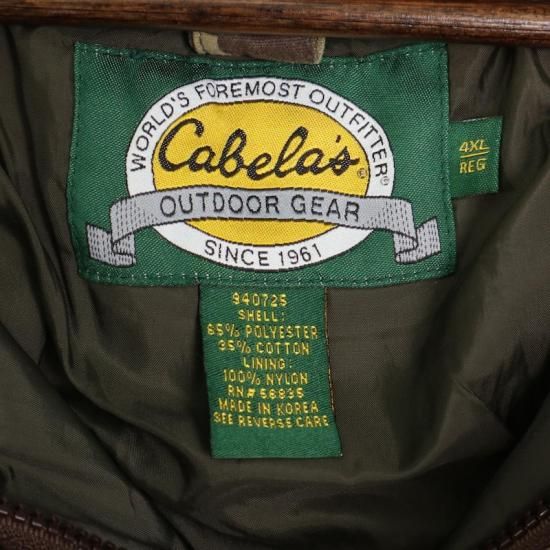 WORLD'S FOREMOST OUTFITTER®
Cabela's®
OUTDOOR GEAR
SINCE 1961
4XL
REG
940725
SHELL:
65% POLYESTER
35% COTTON
LINING:
100% NYLON
RN# 56835
MADE IN KOREA
SEE REVERSE CARE